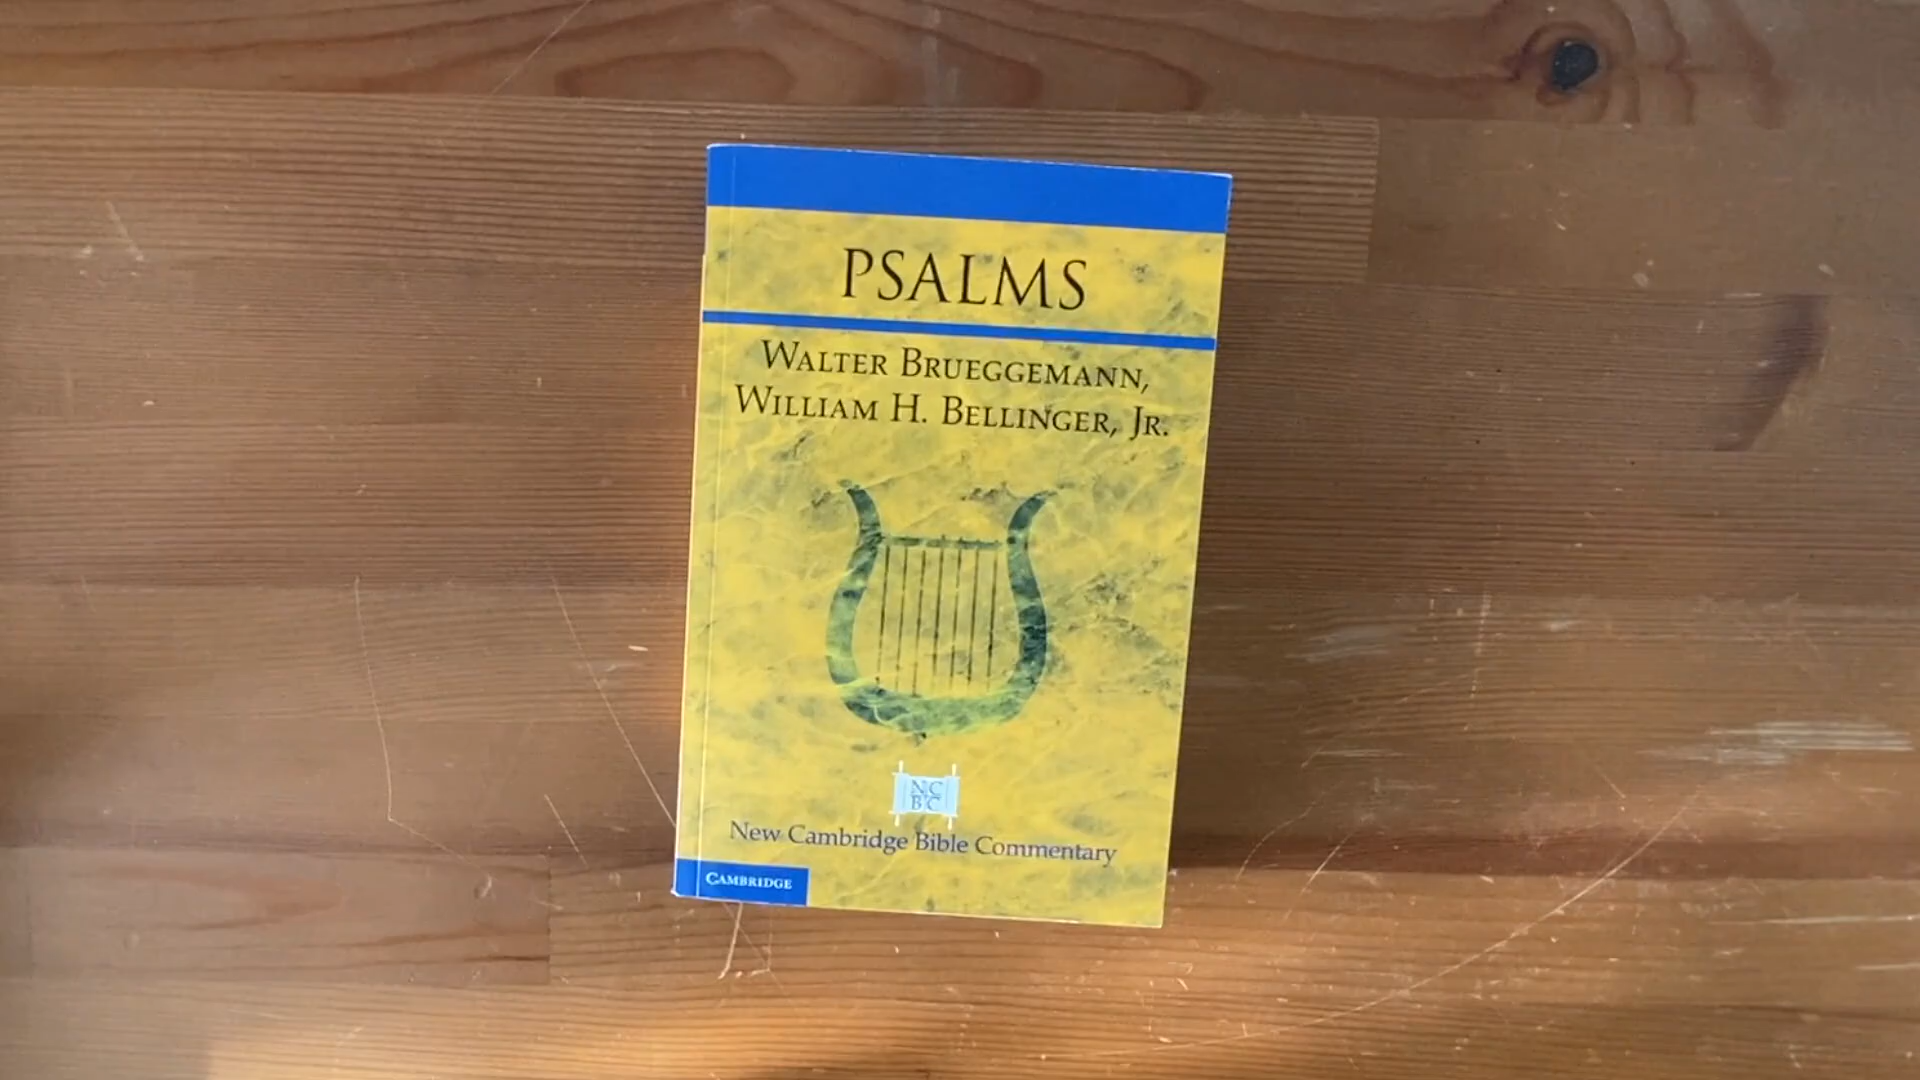 PSALMS
WALTER BRUEGGEMANN,
WILLIAM H. BELLINGER, JR.
NC
BC
New Cambridge Bible Commentary
CAMBRIDGE